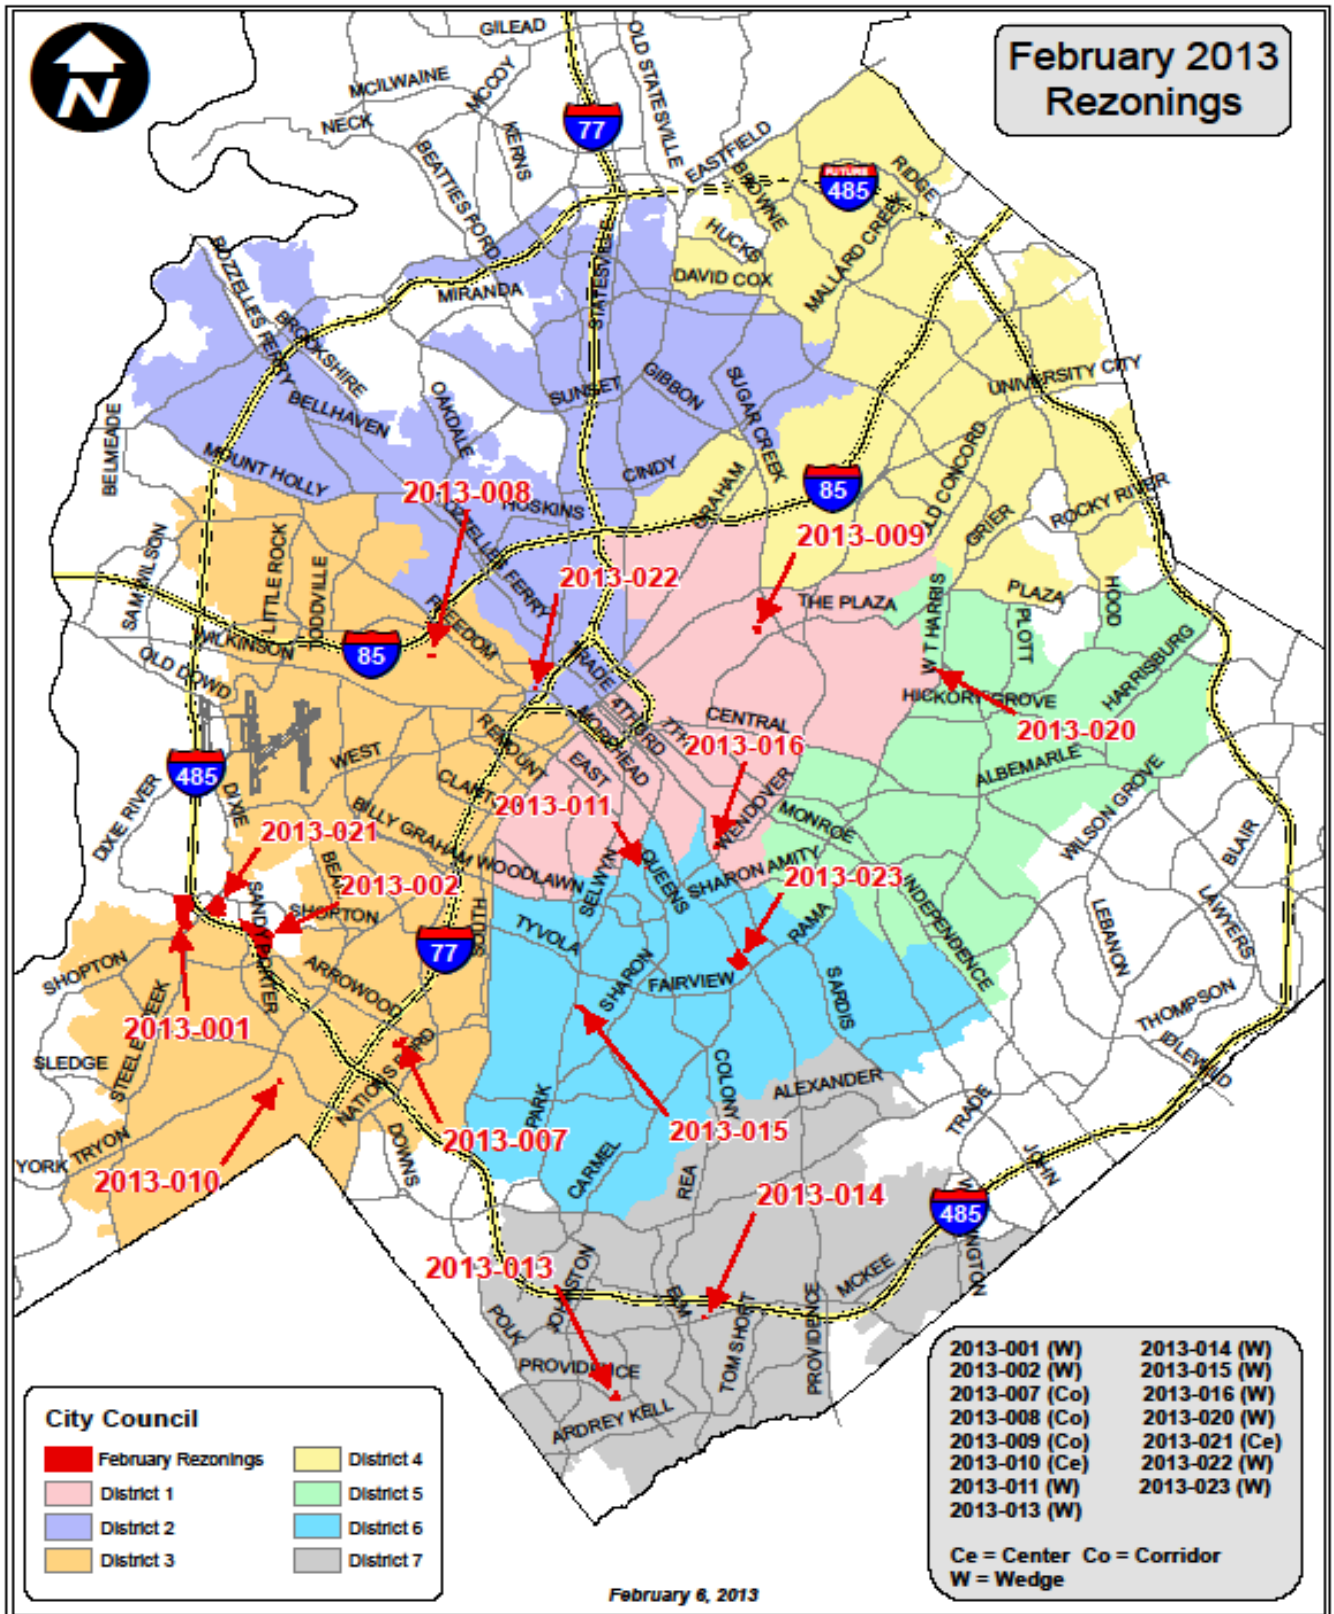 February 2013
Rezonings
N
GILEAD
OLD STATESVILLE
MCILWAINE
MCCOY
NECK
KERNS
77
BEATTIES FORD
EASTFIELD
BROWNE
FUTURE
485
RIDGE
HUCKS
MALLARD CREEK
DAVID COX
STATESVILLE
ROZZELLES FERRY
MIRANDA
BROOKSHIRE
UNIVERSITY CITY
SUNSET
GIBBON
SUGAR CREEK
OAKDALE
BELLHAVEN
BELMEADE
MOUNT HOLLY
CINDY
GRAHAM
85
OLD CONCORD
ROCKY RIVER
GRIER
2013-008
HOSKINS
2013-009
SAM WILSON
LITTLE ROCK
TODDVILLE
2013-022
THE PLAZA
W T HARRIS
PLAZA
HOOD
PLOTT
FREEDOM
WILKINSON
85
OLD DOWD
TRADE
HARRISBURG
HICKORY GROVE
4TH
7TH
CENTRAL
2013-020
MOREHEAD
REMOUNT
2013-016
WEST
EAST
485
DIXIE
DIXIE RIVER
ALBEMARLE
WILSON GROVE
WENDOVER
MONROE
BILLY GRAHAM
WOODLAWN
2013-011
2013-021
BLAIR
QUEENS
SELWYN
SHARON AMITY
2013-002
2013-023
INDEPENDENCE
SHOPTON
SANDY PORTER
SOUTH
TYVOLA
RAMA
LAWYERS
LEBANON
77
SHOPTON
ARROWOOD
SHARON
FAIRVIEW
SARDIS
2013-001
THOMPSON
IDLEWILD
SLEDGE
STEELE CREEK
NATIONS FORD
COLONY
ALEXANDER
PARK
TRADE
2013-007
2013-015
YORK
TRYON
DOWNS
2013-010
CARMEL
REA
JOHN
2013-014
485
2013-013
MCKEE
POLK
JOHNSTON
ELM
TOM SHORT
PROVIDENCE
PROVIDENCE
ARDREY KELL
City Council
February Rezonings
District 1
District 2
District 3
District 4
District 5
District 6
District 7
February 6, 2013
2013-001 (W) 2013-014 (W)
2013-002 (W) 2013-015 (W)
2013-007 (Co) 2013-016 (W)
2013-008 (Co) 2013-020 (W)
2013-009 (Co) 2013-021 (Ce)
2013-010 (Ce) 2013-022 (W)
2013-011 (W) 2013-023 (W)
2013-013 (W)
Ce = Center Co = Corridor
W = Wedge